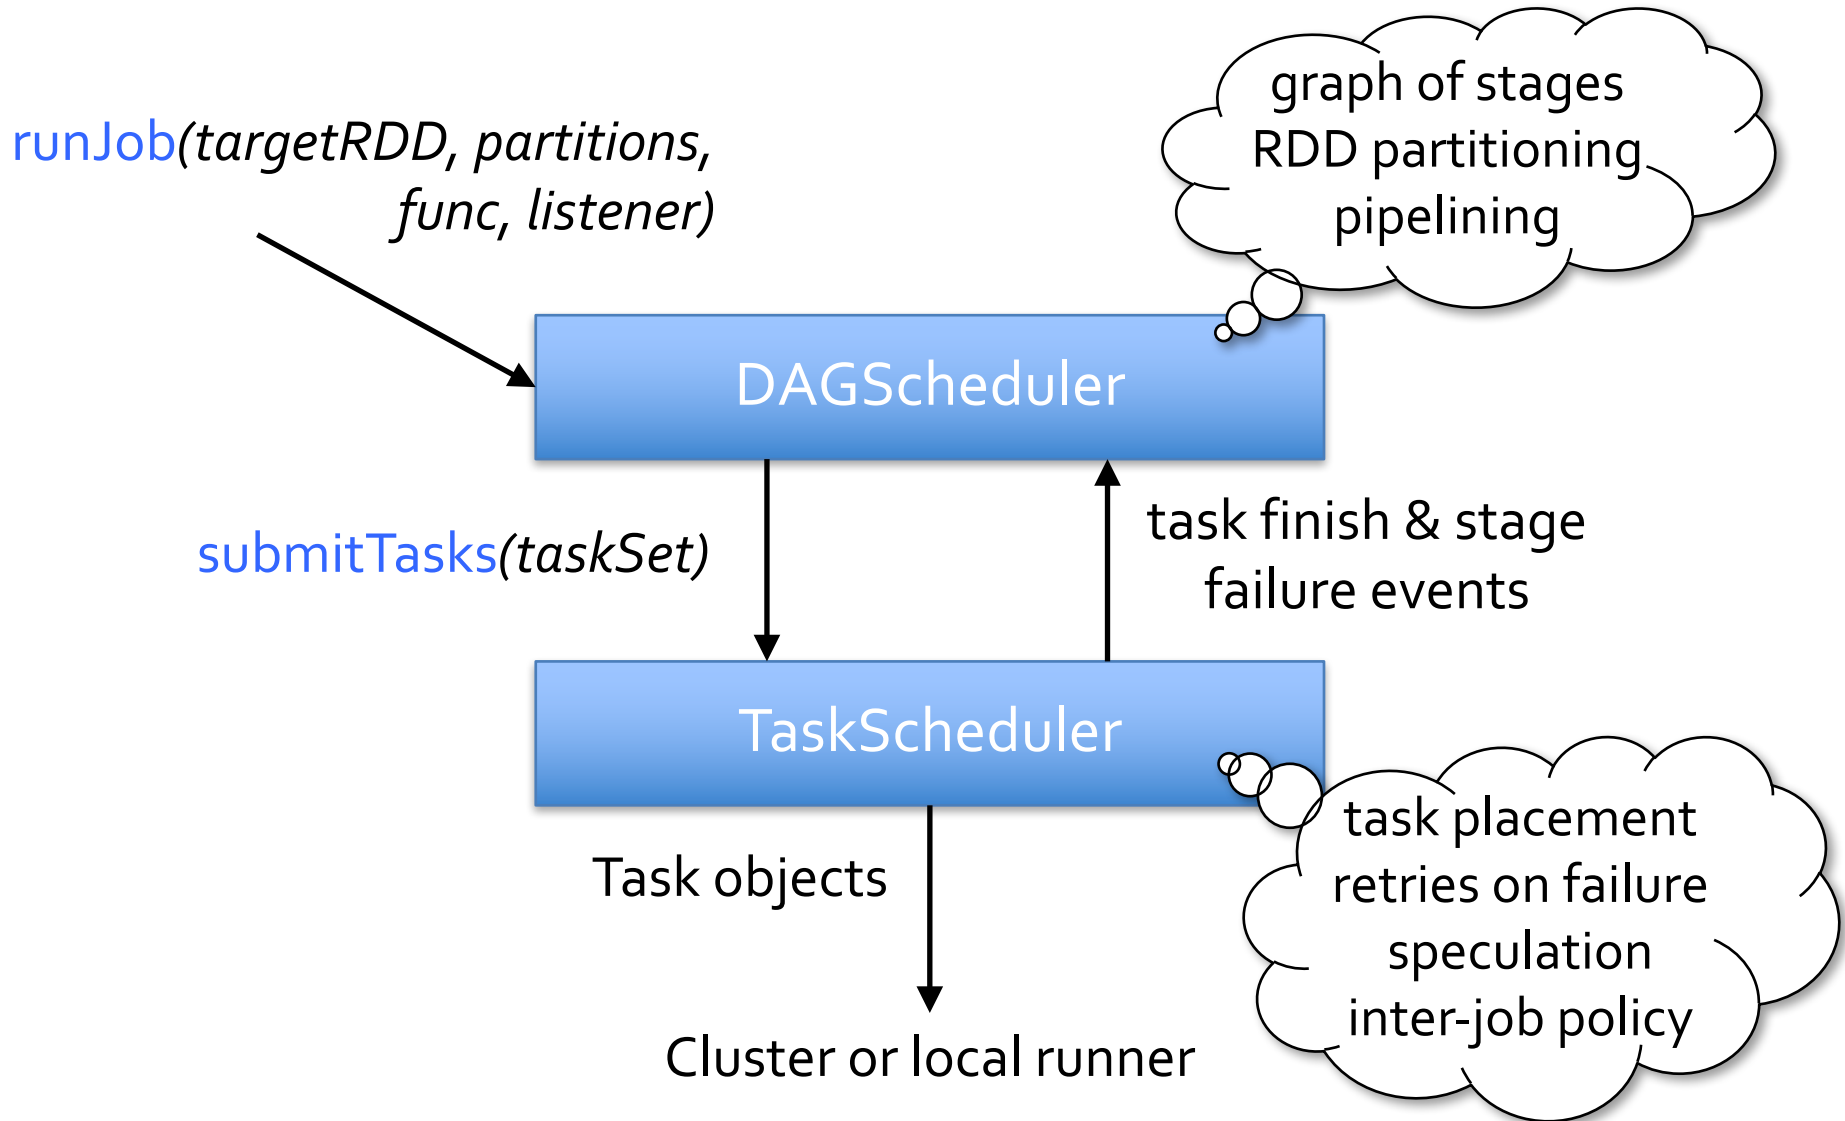 graph of stages
RDD partitioning
pipelining
runJob(targetRDD, partitions,
func, listener)
DAGScheduler
submitTasks(taskSet)
task finish & stage
failure events
TaskScheduler
task placement
retries on failure
speculation
inter-job policy
Task objects
Cluster or local runner